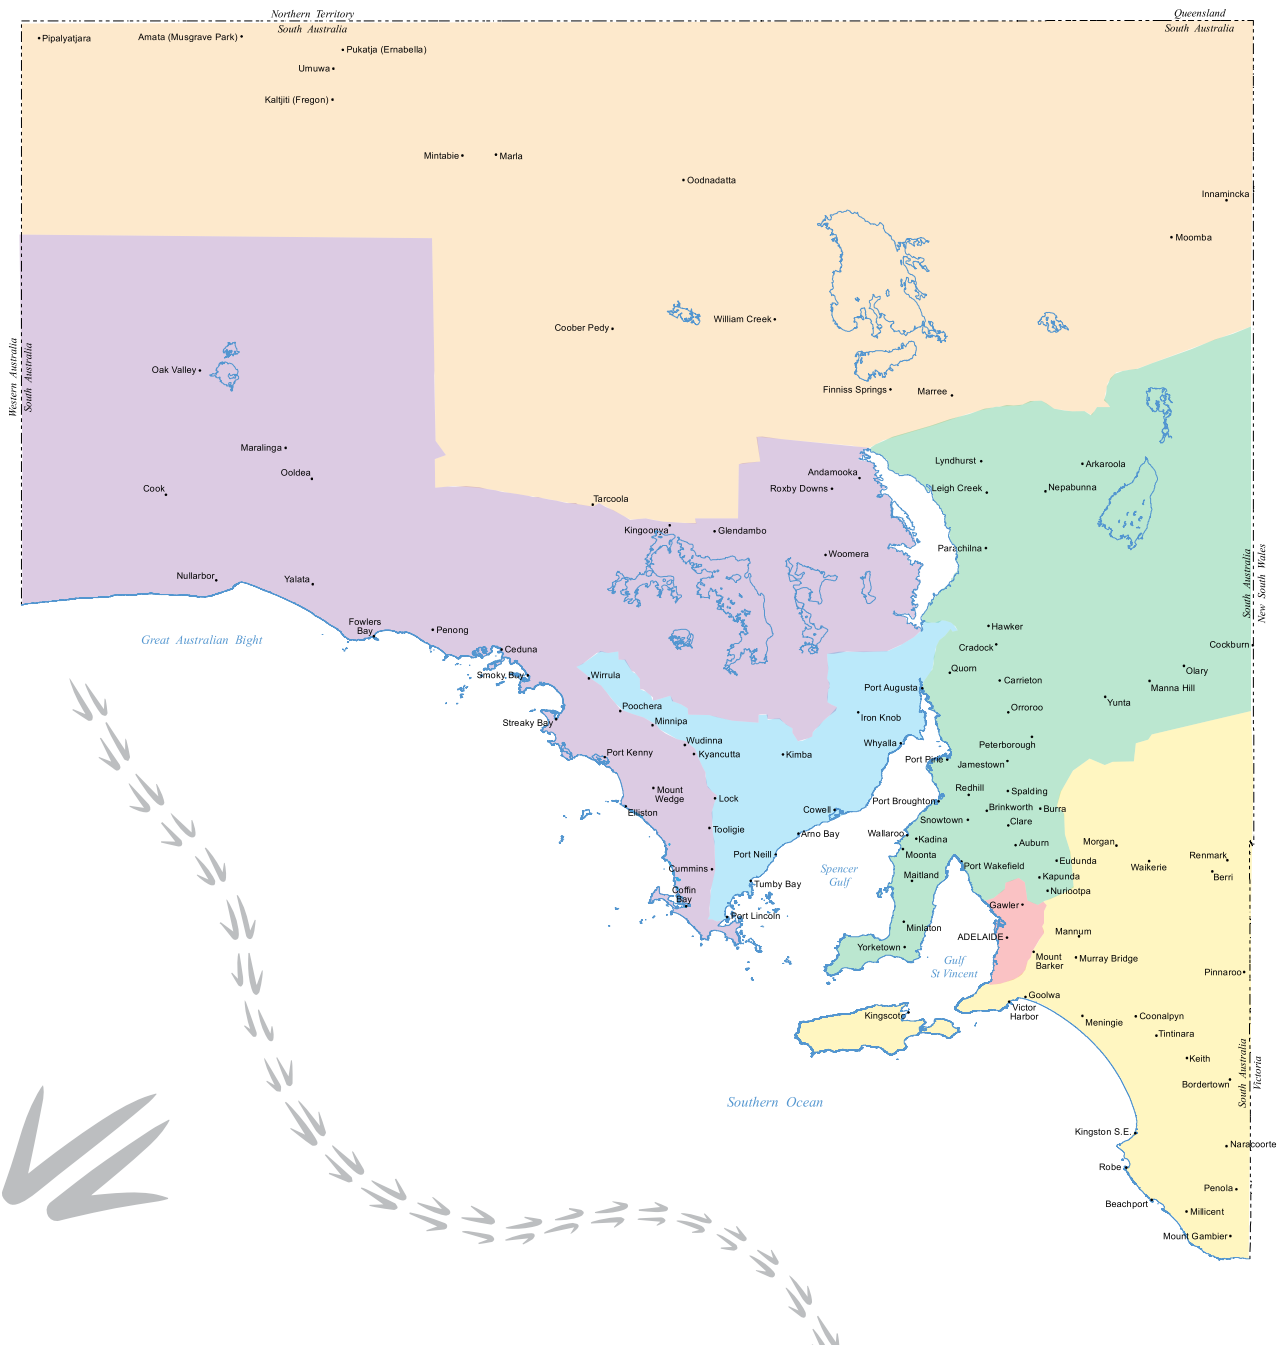 Northern Territory
South Australia
Queensland
South Australia
Pipalyatjara
Amata (Musgrave Park)
Pukatja (Ernabella)
Umuwa
Kaltjiti (Fregon)
Mintabie
Marla
Oodnadatta
Innamincka
Moomba
William Creek
Coober Pedy
Western Australia
South Australia
Oak Valley
Finniss Springs
Marree
Maralinga
Ooldea
Cook
Andamooka
Roxby Downs
Lyndhurst
Arkaroola
Leigh Creek
Nepabunna
Tarcoola
Kingoonya
Glendambo
Woomera
Parachilna
South Australia
New South Wales
Nullarbor
Yalata
Fowlers
Bay
Penong
Great Australian Bight
Ceduna
Hawker
Cradock
Cockburn
Smoky Bay
Wirrula
Quorn
Carrieton
Olary
Manna Hill
Port Augusta
Yunta
Poochera
Orroroo
Streaky Bay
Minnipa
Iron Knob
Wudinna
Whyalla
Peterborough
Port Kenny
Kyancutta
Kimba
Port Pirie
Jamestown
Mount
Wedge
Lock
Redhill
Spalding
Port Broughton
Elliston
Cowell
Brinkworth
Burra
Snowtown
Clare
Tooligie
Arno Bay
Wallaroo
Kadina
Auburn
Morgan
Port Neill
Moonta
Renmark
Cummins
Spencer
Gulf
Port Wakefield
Eudunda
Waikerie
Maitland
Kapunda
Berri
Coffin
Bay
Tumby Bay
Nuriootpa
Gawler
Port Lincoln
Minlaton
ADELAIDE
Mannum
Yorketown
Gulf
St Vincent
Mount
Barker
Murray Bridge
Pinnaroo
Goolwa
Victor
Harbor
Kingscote
Meningie
Coonalpyn
Tintinara
Keith
Bordertown
South Australia
Victoria
Southern Ocean
Kingston S.E.
Naracoorte
Robe
Penola
Beachport
Millicent
Mount Gambier